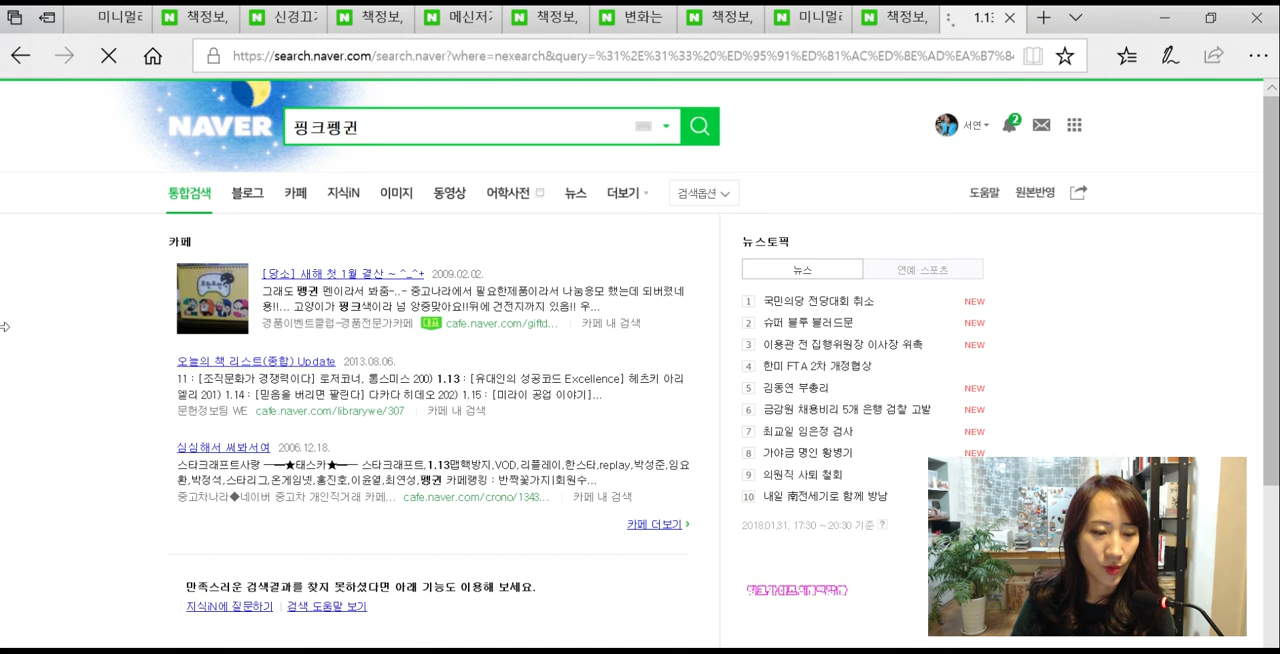 미니멀ㄹ
책정보,
신경끄ㄱ
책정보,
메신저ㄱ
책정보,
변화는
책정보,
미니멀ㄹ
책정보,
https://search.naver.com/search.naver?where=nexearch&query=%31%2E%31%33%20%ED%95%91%ED%81%AC%ED%8E%AD%EA%B7%8
NAVER
핑크펭귄
서연
2
통합검색 블로그 카페 지식iN 이미지 동영상 어학사전 뉴스 더보기 검색옵션
도움말 원본반영
카페
[당소] 새해 첫 1월 결산 ~ ^_^+ 2009.02.02.
그래도 펭귄 펜이라서 봐줌-..- 중고나라에서 필요한제품이라서 나눔응모 했는데 되버렸네
용!!... 고양이가 핑크색이라 넘 앙증맞아요!!뒤에 건전지까지 있음!! 우...
경품이벤트클럽-경품전문가카페 대표 cafe.naver.com/giftd... 카페 내 검색
오늘의 책 리스트(종합) Update 2013.08.06.
11 : [조직문화가 경쟁력이다] 로저코너, 톰스미스 200) 1.13 : [유대인의 성공코드 Excellence] 헤츠키 아리
엘리 201) 1.14 : [믿음을 버리면 팔린다] 다카다 히데오 202) 1.15 : [미라이 공업 이야기]...
문헌정보팀 WE cafe.naver.com/librarywe/307 카페 내 검색
심심해서 써봐서여 2006.12.18.
스타크래프트사랑 ━━★태스카★━━ 스타크래프트,1.13맵핵방지,VOD,리플레이,한스타,replay,박성준,임요
환,박정석,스타리그,온게임넷,홍진호,이윤열,최연성,펭귄 카페랭킹 : 반짝꽃가지|회원수...
중고차나라◆네이버 중고차 개인직거래 카페... cafe.naver.com/crono/1343... 카페 내 검색
카페 더보기
만족스러운 검색결과를 찾지 못하셨다면 아래 기능도 이용해 보세요.
지식iN에 질문하기 검색 도움말 보기
뉴스토픽
뉴스 연예 스포츠
1 국민의당 전당대회 취소 NEW
2 슈퍼 블루 블러드문 NEW
3 이용관 전 집행위원장 이사장 위촉 NEW
4 한미 FTA 2차 개정협상
5 김동연 부총리 NEW
6 금감원 채용비리 5개 은행 검찰 고발 NEW
7 최교일 임은정 검사 NEW
8 가야금 명인 황병기 NEW
9 의원직 사퇴 철회
10 내일 南전세기로 함께 방남
2018.01.31. 17:30 ~ 20:30 기준 ?